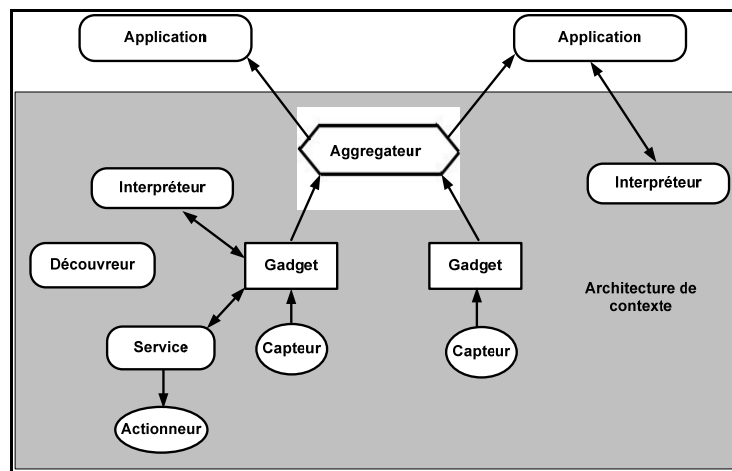 Application
Application
Aggregateur
Interpréteur
Interpréteur
Découvreur
Gadget
Gadget
Architecture de
contexte
Service
Capteur
Capteur
Actionneur